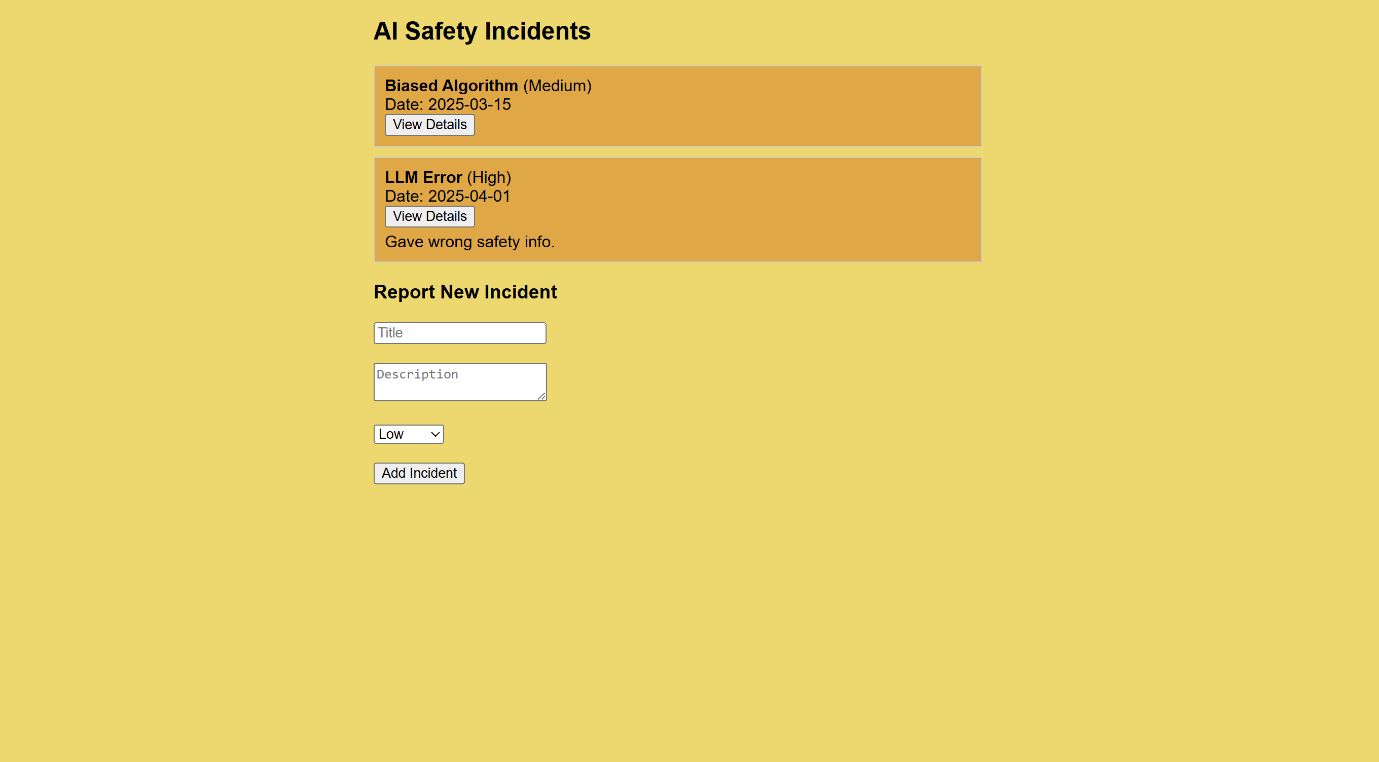 AI Safety Incidents
Biased Algorithm (Medium)
Date: 2025-03-15
View Details
LLM Error (High)
Date: 2025-04-01
View Details
Gave wrong safety info.
Report New Incident
Title
Description
Low
Add Incident